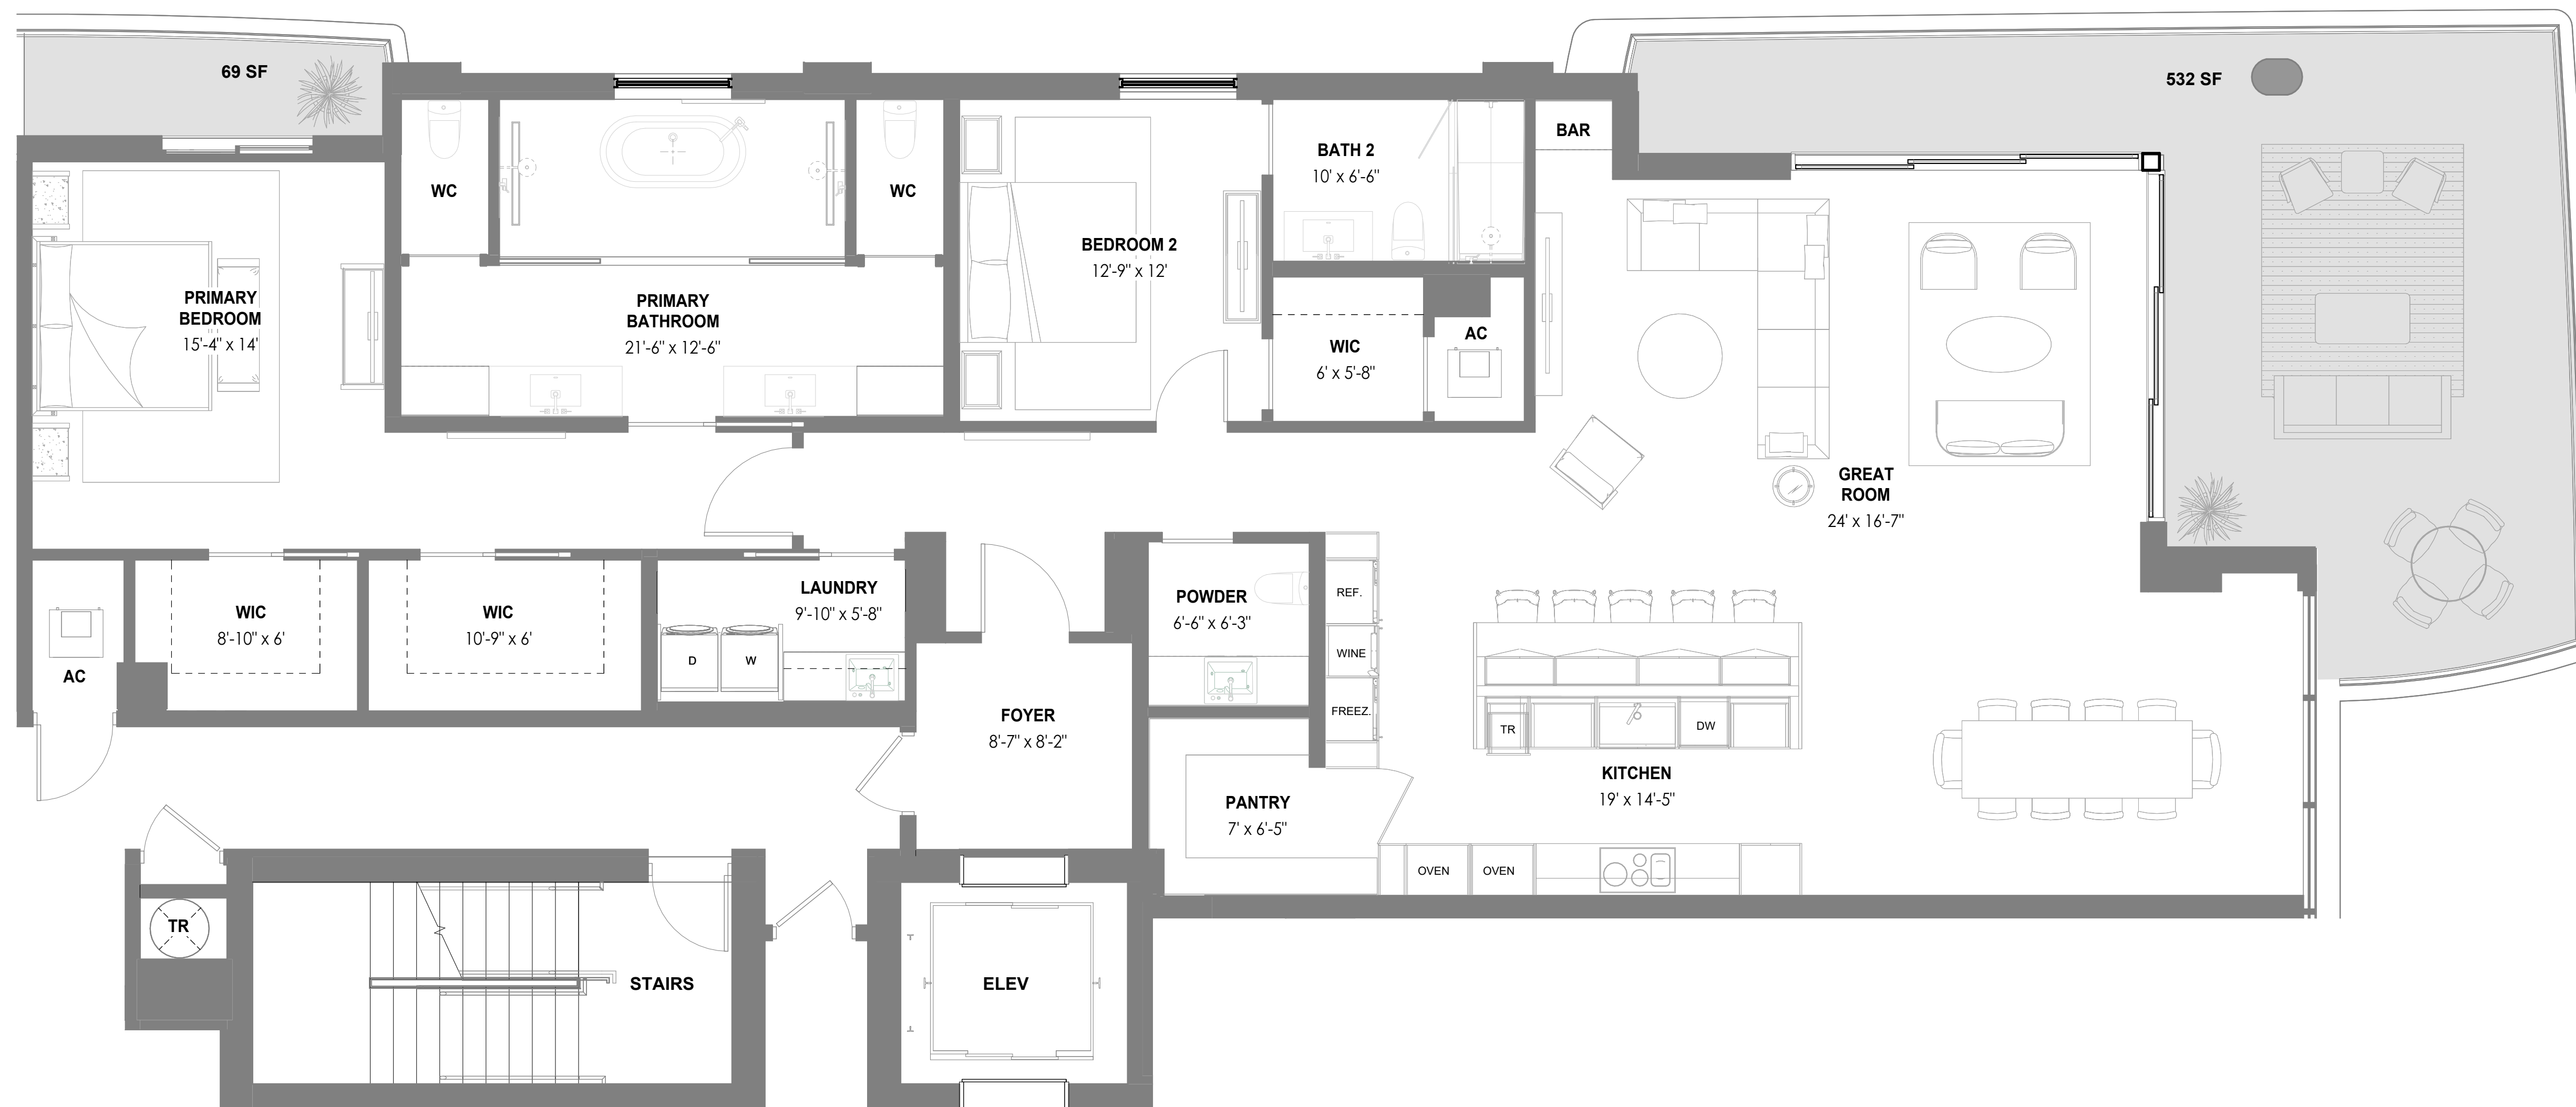 69 SF
532 SF
WC
WC
BAR
BATH 2
10' x 6'-6"
BEDROOM 2
12'-9" x 12'
PRIMARY
BEDROOM
15'-4" x 14'
PRIMARY
BATHROOM
21'-6" x 12'-6"
WIC
6' x 5'-8"
AC
GREAT
ROOM
24' x 16'-7"
AC
WIC
8'-10" x 6'
WIC
10'-9" x 6'
LAUNDRY
9'-10" x 5'-8"
D
W
POWDER
6'-6" x 6'-3"
REF.
WINE
FREEZ.
FOYER
8'-7" x 8'-2"
TR
DW
KITCHEN
19' x 14'-5"
PANTRY
7' x 6'-5"
OVEN
OVEN
TR
STAIRS
ELEV